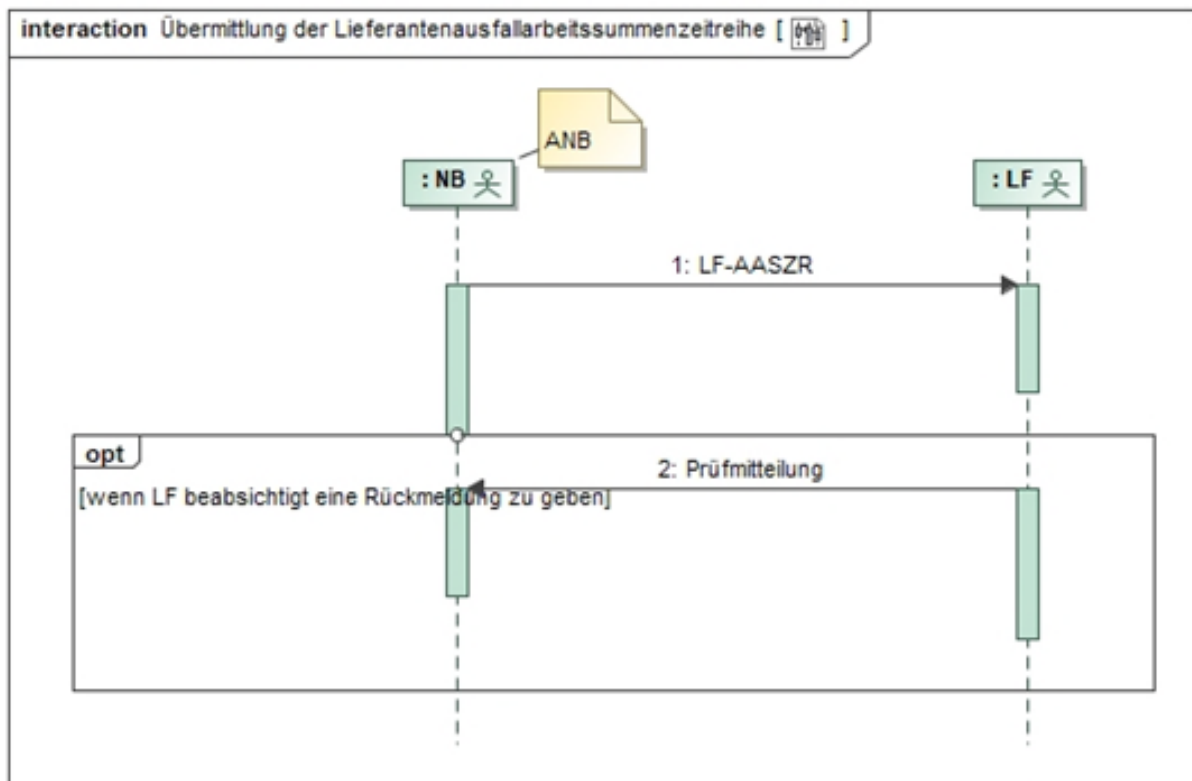 interaction Übermittlung der Lieferantenausfallarbeitssummenzeitreihe [ ]
ANB
: NB
: LF
1: LF-AASZR
opt
2: Prüfmitteilung
[wenn LF beabsichtigt eine Rückmeldung zu geben]